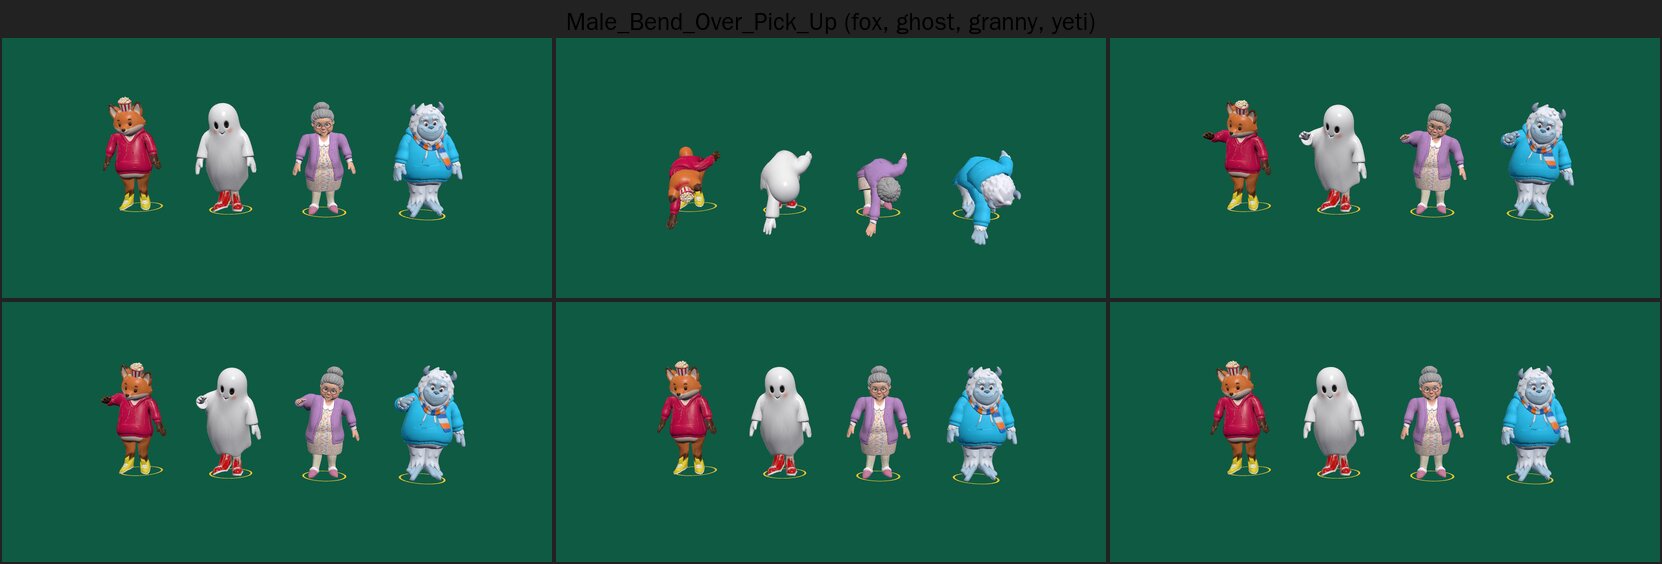 Male_Bend_Over_Pick_Up (fox, ghost, granny, yeti)